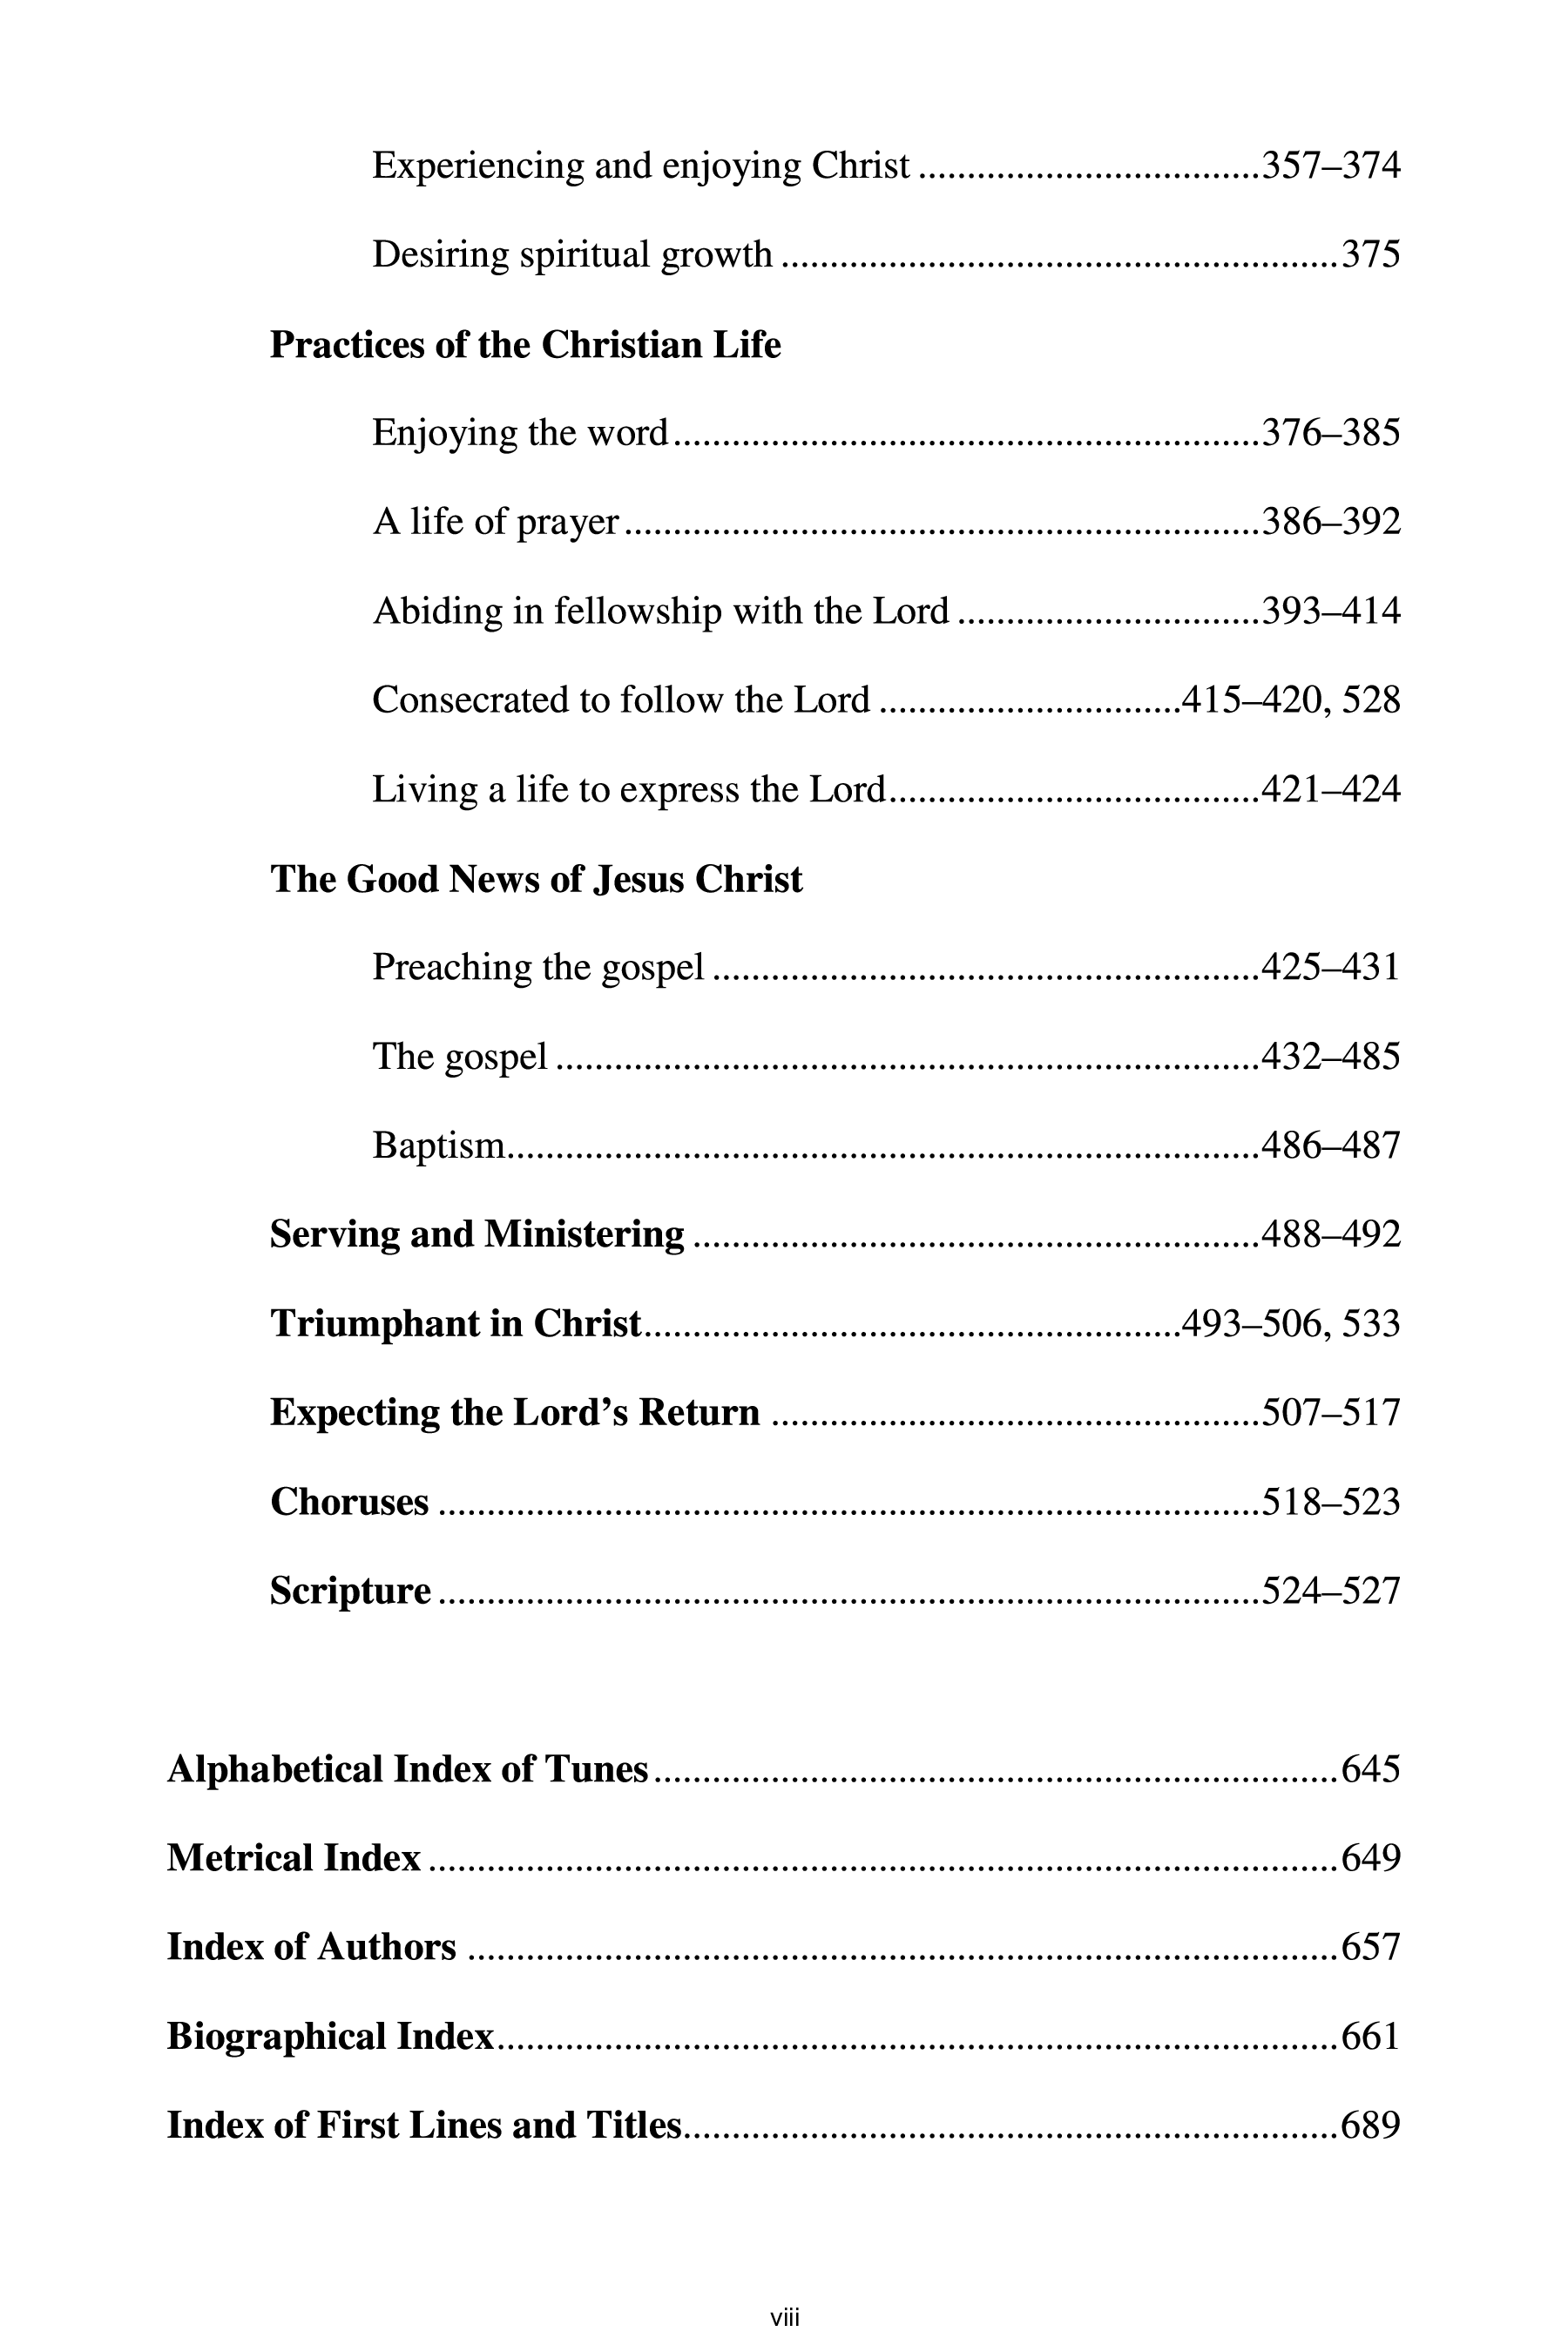 Experiencing and enjoying Christ ...................................357–374
Desiring spiritual growth .........................................................375
Practices of the Christian Life
Enjoying the word............................................................376–385
A life of prayer.................................................................386–392
Abiding in fellowship with the Lord ...............................393–414
Consecrated to follow the Lord ...............................415–420, 528
Living a life to express the Lord......................................421–424
The Good News of Jesus Christ
Preaching the gospel ........................................................425–431
The gospel ........................................................................432–485
Baptism.............................................................................486–487
Serving and Ministering ..........................................................488–492
Triumphant in Christ.......................................................493–506, 533
Expecting the Lord’s Return ..................................................507–517
Choruses ....................................................................................518–523
Scripture ....................................................................................524–527
Alphabetical Index of Tunes......................................................................645
Metrical Index .............................................................................................649
Index of Authors .........................................................................................657
Biographical Index......................................................................................661
Index of First Lines and Titles...................................................................689
viii